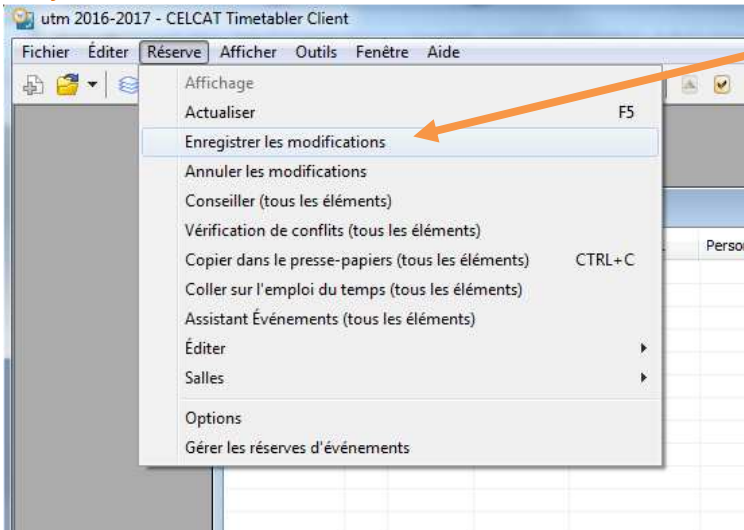 utm 2016-2017 - CELCAT Timetabler Client
Fichier Éditer Réserve Afficher Outils Fenêtre Aide
Affichage
Actualiser F5
Enregistrer les modifications
Annuler les modifications
Conseiller (tous les éléments)
Vérification de conflits (tous les éléments)
Copier dans le presse-papiers (tous les éléments) CTRL+C
Coller sur l'emploi du temps (tous les éléments)
Assistant Événements (tous les éléments)
Éditer
Salles
Options
Gérer les réserves d'événements